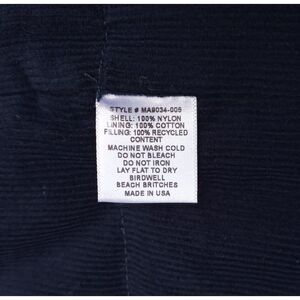 STYLE # MA9034-005
SHELL: 100% NYLON
LINING: 100% COTTON
FILLING: 100% RECYCLED
CONTENT
MACHINE WASH COLD
DO NOT BLEACH
DO NOT IRON
LAY FLAT TO DRY
BIRDWELL
BEACH BRITCHES
MADE IN USA